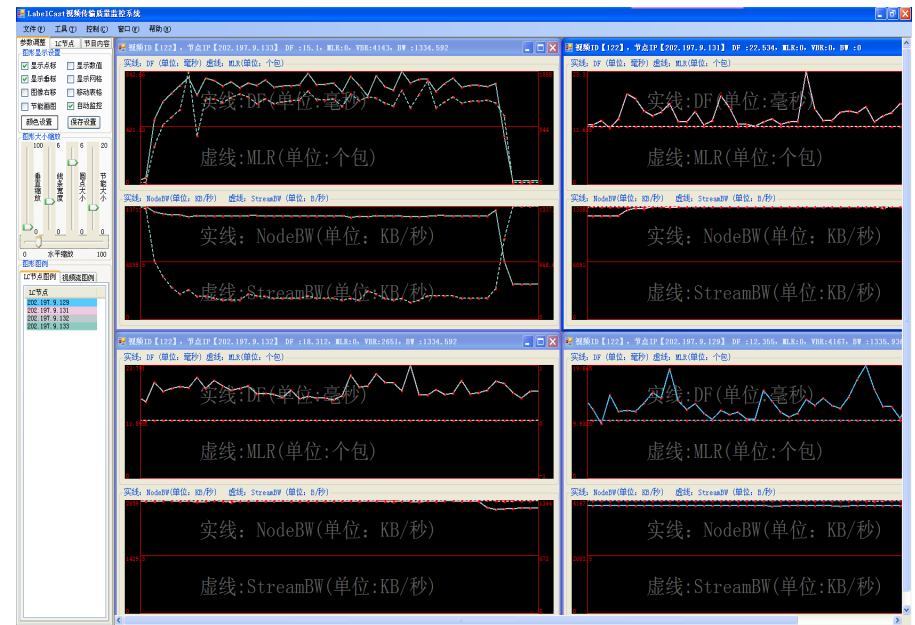 LabelCast视频传输质量监控系统
文件(F) 工具(T) 控制(C) 窗口(W) 帮助(H)
参数调整 LC节点 节目内容
图形显示设置
显示点标 显示数值
显示垂标 显示网格
图像右移 移动表格
自动监控
颜色设置 保存设置
图形大小缩放
100 6 6 20
垂直缩放 线条宽度 圆点大小 节能大小
0 0 0 0
0 水平缩放 100
图形图例
LC节点图例 视频流图例
LC节点
202.197.9.129
202.197.9.131
202.197.9.132
202.197.9.133
视频ID【122】, 节点IP【202.197.9.133】 DF :15.1, MLR:0, VBR:4143, BW :1334.592
实线: DF (单位: 毫秒) 虚线: MLR(单位: 个包)
实线:DF(单位:毫秒)
虚线:MLR(单位:个包)
实线: NodeBW(单位: KB/秒) 虚线: StreamBW (单位: B/秒)
实线: NodeBW(单位: KB/秒)
虚线:StreamBW(单位:KB/秒)
视频ID【122】, 节点IP【202.197.9.131】 DF :22.534, MLR:0, VBR:0, BW :0
实线: DF (单位: 毫秒) 虚线: MLR(单位: 个包)
实线:DF(单位:毫秒)
虚线:MLR(单位:个包)
实线: NodeBW(单位: KB/秒) 虚线: StreamBW (单位: B/秒)
实线: NodeBW(单位: KB/秒)
虚线:StreamBW(单位:KB/秒)
视频ID【122】, 节点IP【202.197.9.132】 DF :18.312, MLR:0, VBR:2651, BW :1334.592
实线: DF (单位: 毫秒) 虚线: MLR(单位: 个包)
实线:DF(单位:毫秒)
虚线:MLR(单位:个包)
实线: NodeBW(单位: KB/秒) 虚线: StreamBW (单位: B/秒)
实线: NodeBW(单位: KB/秒)
虚线:StreamBW(单位:KB/秒)
视频ID【122】, 节点IP【202.197.9.129】 DF :12.355, MLR:0, VBR:4167, BW :1335.936
实线: DF (单位: 毫秒) 虚线: MLR(单位: 个包)
实线:DF(单位:毫秒)
虚线:MLR(单位:个包)
实线: NodeBW(单位: KB/秒) 虚线: StreamBW (单位: B/秒)
实线: NodeBW(单位: KB/秒)
虚线:StreamBW(单位:KB/秒)